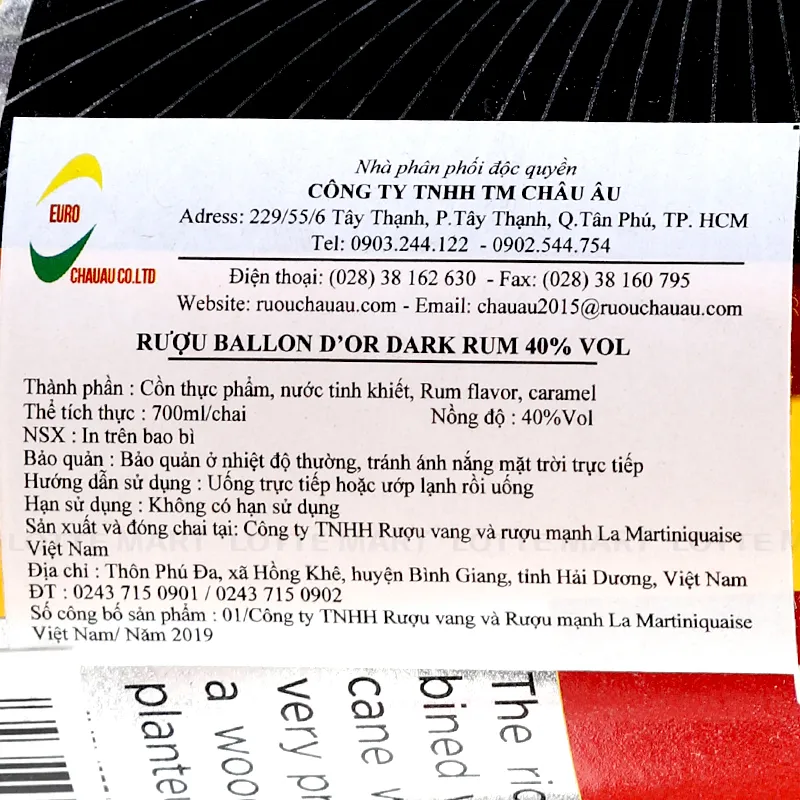 EURO
CHAUAU CO.LTD
Nhà phân phối độc quyền
CÔNG TY TNHH TM CHÂU ÂU
Adress: 229/55/6 Tây Thạnh, P.Tây Thạnh, Q.Tân Phú, TP. HCM
Tel: 0903.244.122 - 0902.544.754
Điện thoại: (028) 38 162 630 - Fax: (028) 38 160 795
Website: ruouchauau.com - Email: chauau2015@ruouchauau.com
RƯỢU BALLON D’OR DARK RUM 40% VOL
Thành phần : Cồn thực phẩm, nước tinh khiết, Rum flavor, caramel
Thể tích thực : 700ml/chai Nồng độ : 40%Vol
NSX : In trên bao bì
Bảo quản : Bảo quản ở nhiệt độ thường, tránh ánh nắng mặt trời trực tiếp
Hướng dẫn sử dụng : Uống trực tiếp hoặc ướp lạnh rồi uống
Hạn sử dụng : Không có hạn sử dụng
Sản xuất và đóng chai tại: Công ty TNHH Rượu vang và rượu mạnh La Martiniquaise
Việt Nam
Địa chỉ : Thôn Phú Đa, xã Hồng Khê, huyện Bình Giang, tỉnh Hải Dương, Việt Nam
ĐT : 0243 715 0901 / 0243 715 0902
Số công bố sản phẩm : 01/Công ty TNHH Rượu vang và Rượu mạnh La Martiniquaise
Việt Nam/ Năm 2019
LOTTE MART LOTTE MART LOTTE
The
bined
cane
very
a